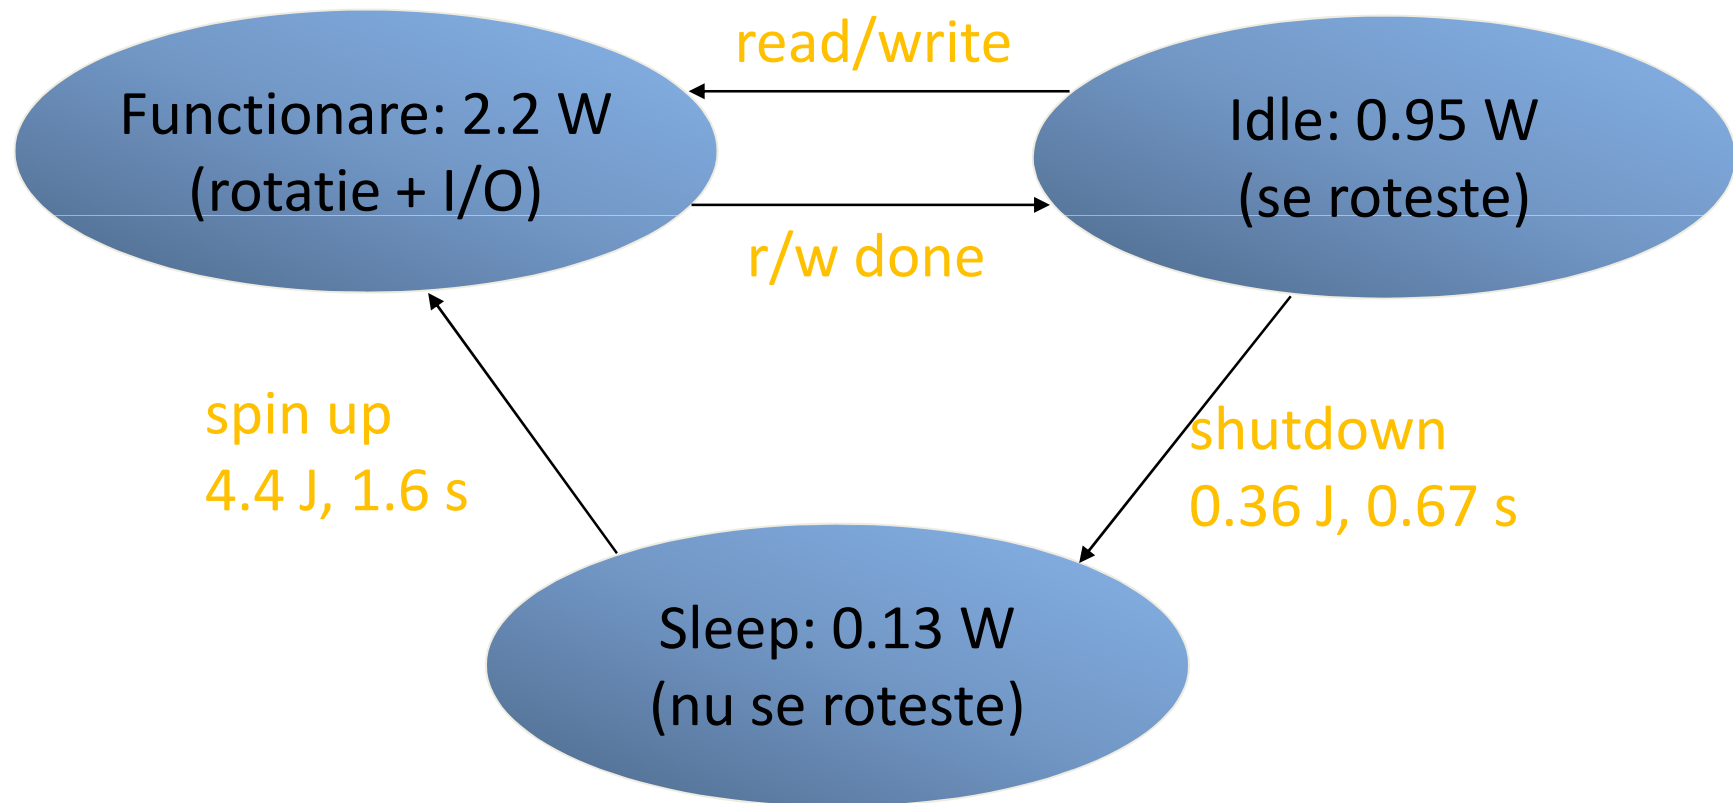 read/write
Functionare: 2.2 W
(rotatie + I/O)
Idle: 0.95 W
(se roteste)
r/w done
spin up
4.4 J, 1.6 s
shutdown
0.36 J, 0.67 s
Sleep: 0.13 W
(nu se roteste)